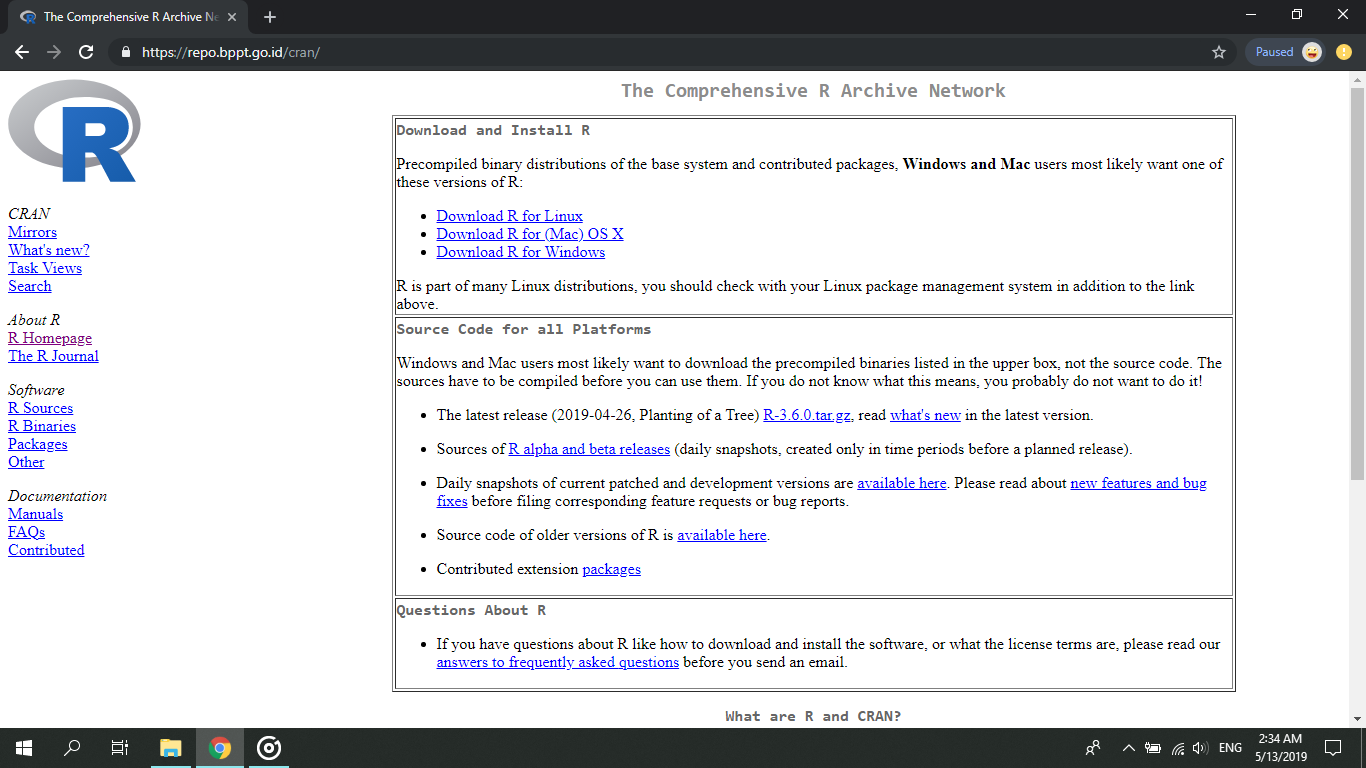 The Comprehensive R Archive Ne
https://repo.bppt.go.id/cran/
Paused
R
CRAN
Mirrors
What's new?
Task Views
Search
About R
R Homepage
The R Journal
Software
R Sources
R Binaries
Packages
Other
Documentation
Manuals
FAQs
Contributed
The Comprehensive R Archive Network
Download and Install R
Precompiled binary distributions of the base system and contributed packages, Windows and Mac users most likely want one of
these versions of R:
Download R for Linux
Download R for (Mac) OS X
Download R for Windows
R is part of many Linux distributions, you should check with your Linux package management system in addition to the link
above.
Source Code for all Platforms
Windows and Mac users most likely want to download the precompiled binaries listed in the upper box, not the source code. The
sources have to be compiled before you can use them. If you do not know what this means, you probably do not want to do it!
The latest release (2019-04-26, Planting of a Tree) R-3.6.0.tar.gz, read what's new in the latest version.
Sources of R alpha and beta releases (daily snapshots, created only in time periods before a planned release).
Daily snapshots of current patched and development versions are available here. Please read about new features and bug
fixes before filing corresponding feature requests or bug reports.
Source code of older versions of R is available here.
Contributed extension packages
Questions About R
If you have questions about R like how to download and install the software, or what the license terms are, please read our
answers to frequently asked questions before you send an email.
What are R and CRAN?
ENG
2:34 AM
5/13/2019